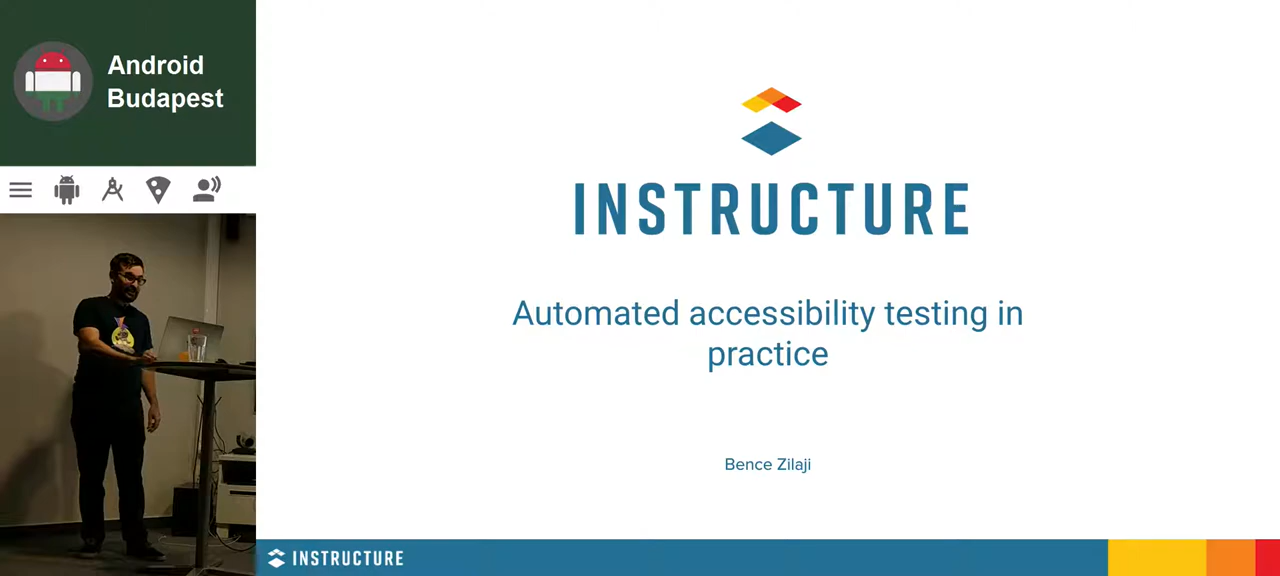 Android
Budapest
INSTRUCTURE
Automated accessibility testing in
practice
Bence Zilaji
INSTRUCTURE